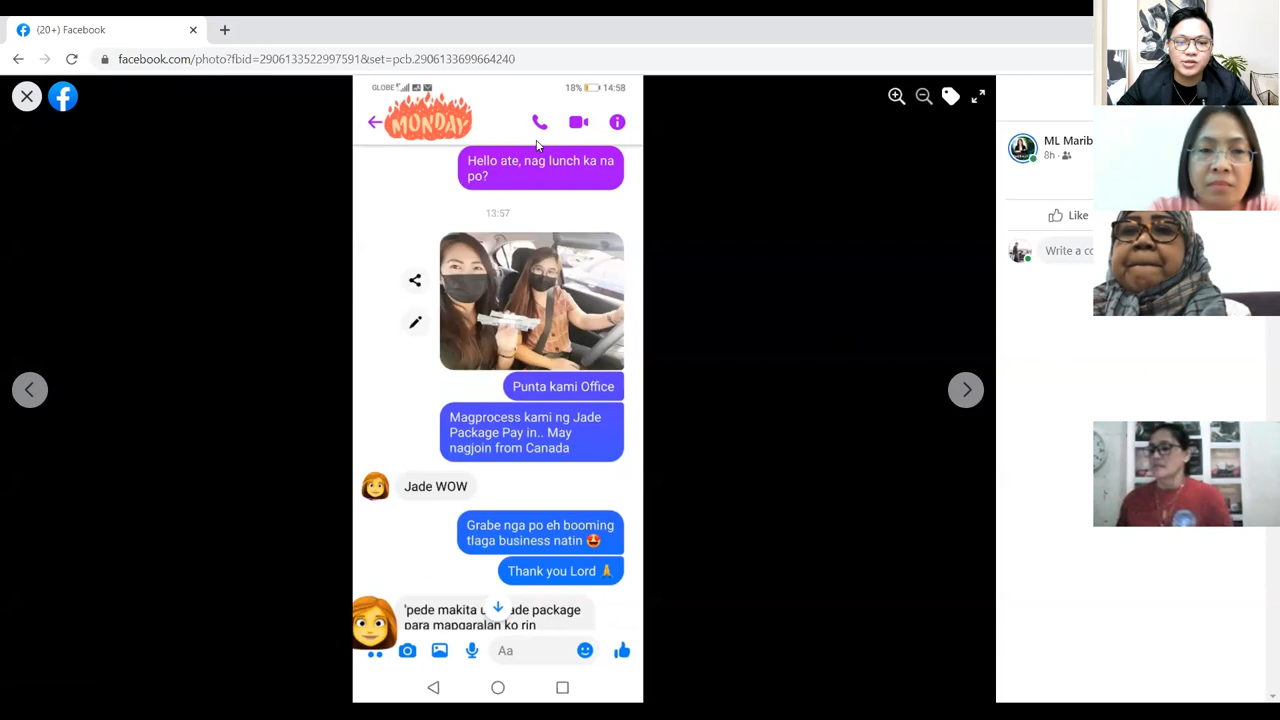 (20+) Facebook
facebook.com/photo?fbid=2906133522997591&set=pcb.2906133699664240
GLOBE
18%
14:58
MONDAY
Hello ate, nag lunch ka na
po?
13:57
Punta kami Office
Magprocess kami ng Jade
Package Pay in.. May
nagjoin from Canada
Jade WOW
Grabe nga po eh booming
tlaga business natin 🤩
Thank you Lord 🙏
'pede makita u
ade package
para mapgaralan ko rin
Aa
ML Marib
8h
Like
Write a co